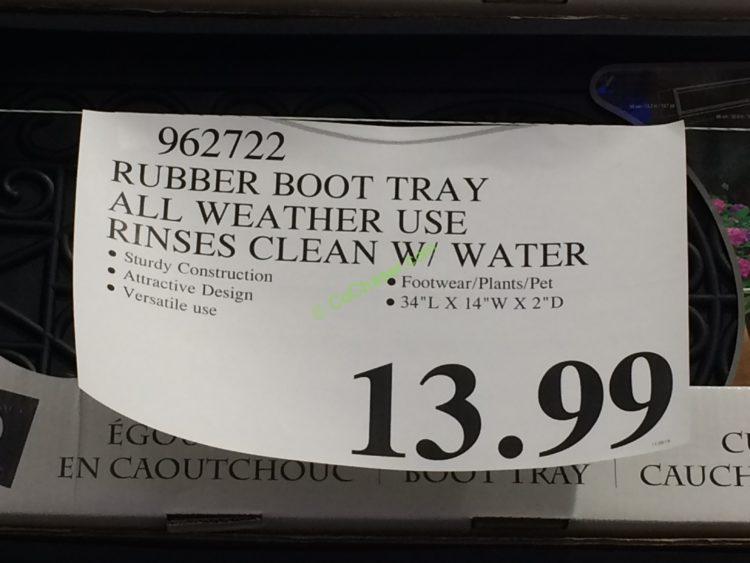 962722
RUBBER BOOT TRAY
ALL WEATHER USE
RINSES CLEAN W/ WATER
• Sturdy Construction
• Attractive Design
• Versatile use
• Footwear/Plants/Pet
• 34"L X 14"W X 2"D
13.99
EN CAOUTCHOUC
BOOT TRAY